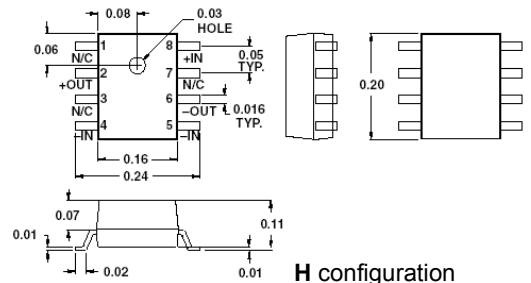 0.08
0.03
HOLE
0.06
1
8
N/C
+IN
0.05
TYP.
2
7
+OUT
N/C
3
6
N/C
–OUT
0.016
TYP.
4
5
–IN
–IN
0.16
0.24
0.20
0.07
0.11
0.01
0.02
0.01
H configuration